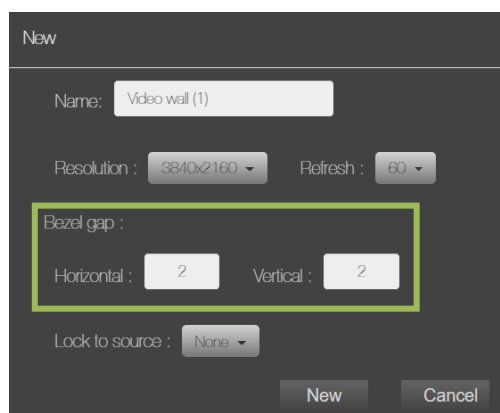 New
Name: Video wall (1)
Resolution : 3840x2160 Refresh : 60
Bezel gap :
Horizontal : 2 Vertical : 2
Lock to source : None
New Cancel